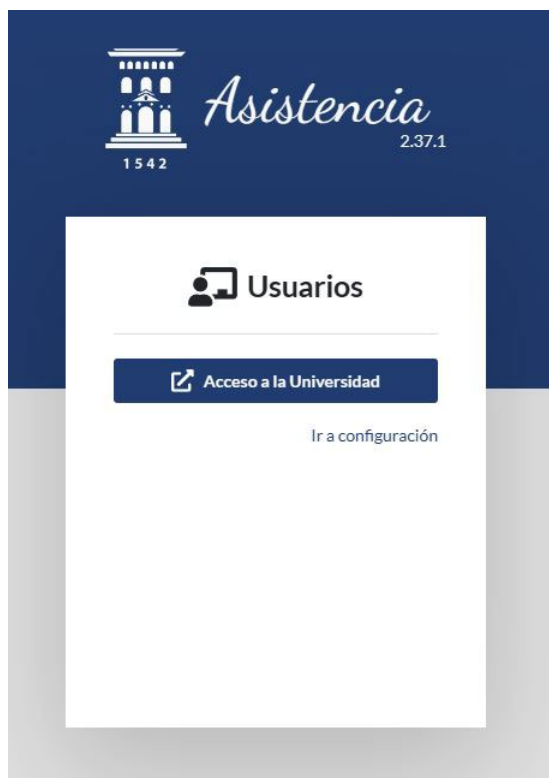 Asistencia
2.37.1
1542
Usuarios
Acceso a la Universidad
Ir a configuración